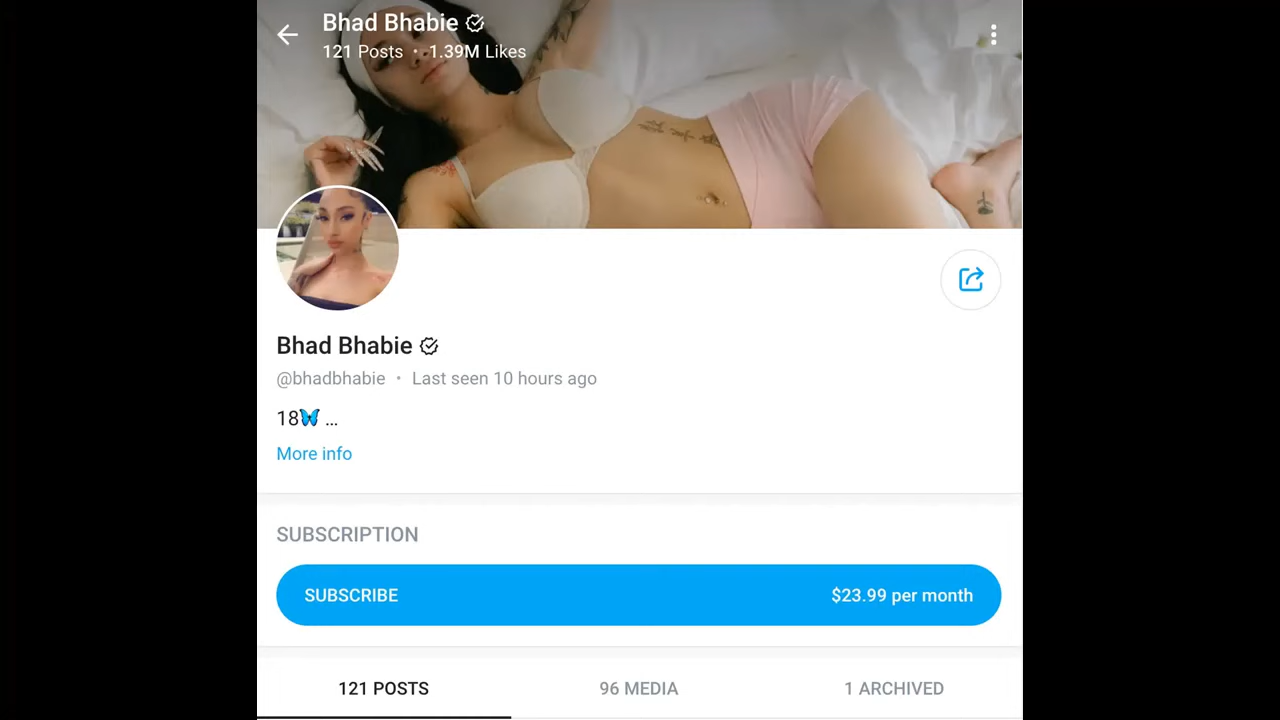 Bhad Bhabie
121 Posts · 1.39M Likes
Bhad Bhabie
@bhadbhabie · Last seen 10 hours ago
18🦋 ...
More info
SUBSCRIPTION
SUBSCRIBE $23.99 per month
121 POSTS 96 MEDIA 1 ARCHIVED